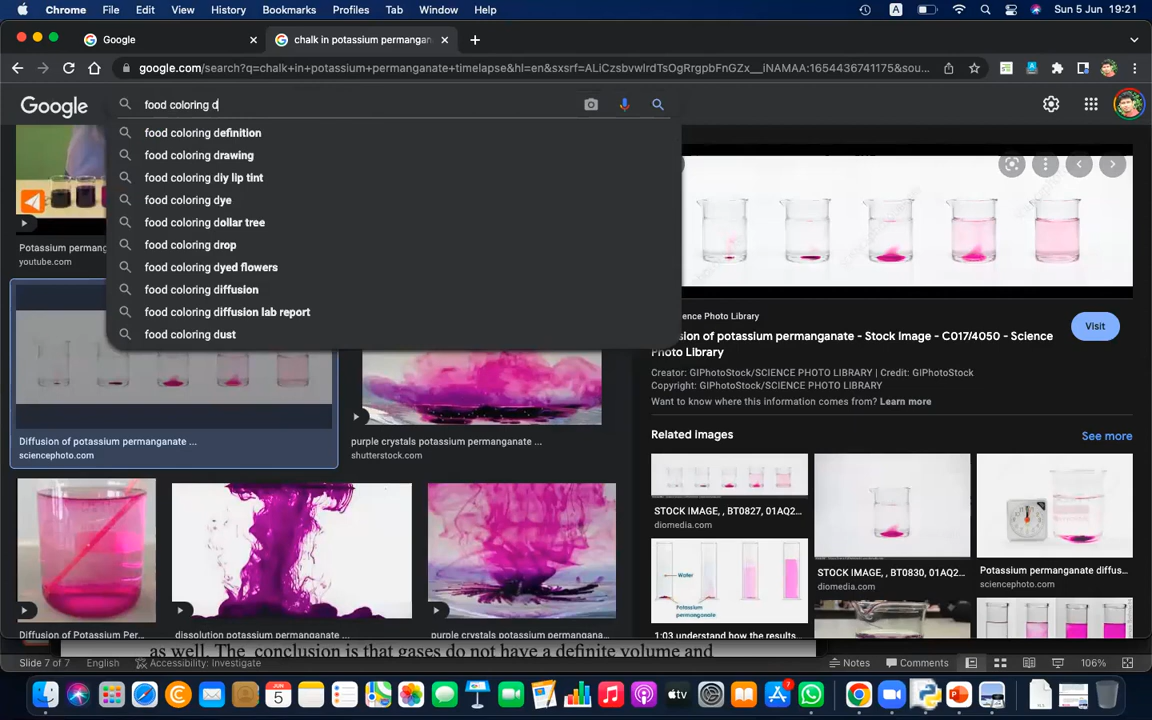 Chrome File Edit View History Bookmarks Profiles Tab Window Help A Sun 5 Jun 19:21
Google chalk in potassium permangan
google.com/search?q=chalk+in+potassium+permanganate+timelapse&hl=en&sxsrf=ALiCzsbvwIrdTsOgRrgpbFnGZx__iNAMAA:1654436741175&sou...
Google food coloring d
food coloring definition
food coloring drawing
food coloring diy lip tint
food coloring dye
food coloring dollar tree
food coloring drop
food coloring dyed flowers
food coloring diffusion
food coloring diffusion lab report
food coloring dust
Potassium permang
youtube.com
Diffusion of potassium permanganate ...
sciencephoto.com
purple crystals potassium permanganate ...
shutterstock.com
Diffusion of Potassium Per...
dissolution potassium permanganate ...
purple crystals potassium permangana...
ence Photo Library
sion of potassium permanganate - Stock Image - C017/4050 - Science
Photo Library
Visit
Creator: GIPhotoStock/SCIENCE PHOTO LIBRARY | Credit: GIPhotoStock
Copyright: GIPhotoStock/SCIENCE PHOTO LIBRARY
Want to know where this information comes from? Learn more
Related images See more
STOCK IMAGE, , BT0827, 01AQ2...
diomedia.com
STOCK IMAGE, , BT0830, 01AQ2...
diomedia.com
Potassium permanganate diffus...
sciencephoto.com
Water
Potassium
permanganate
1:03 understand how the results
as well. The conclusion is that gases do not have a definite volume and
Slide 7 of 7 English Accessibility: Investigate Notes Comments 106%
JUN
5
tv
7